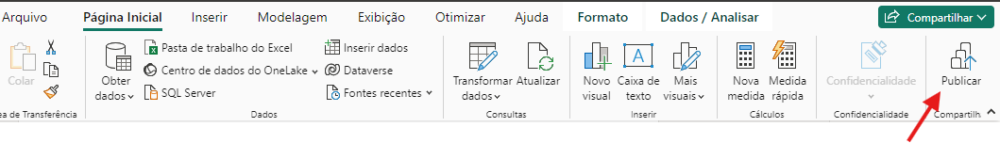 Arquivo Página Inicial Inserir Modelagem Exibição Otimizar Ajuda Formato Dados / Analisar Compartilhar
Colar
Obter dados
Pasta de trabalho do Excel
Centro de dados do OneLake
SQL Server
Inserir dados
Dataverse
Fontes recentes
Transformar dados
Atualizar
Novo visual
Caixa de texto
A
Mais visuais
Nova medida
Medida rápida
Confidencialidade
Publicar
ea de Transferência Dados Consultas Inserir Cálculos Confidencialidade Compartilh